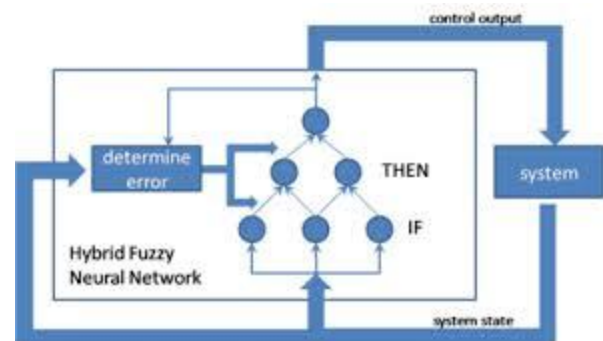 control output
determine
error
THEN
system
IF
Hybrid Fuzzy
Neural Network
system state